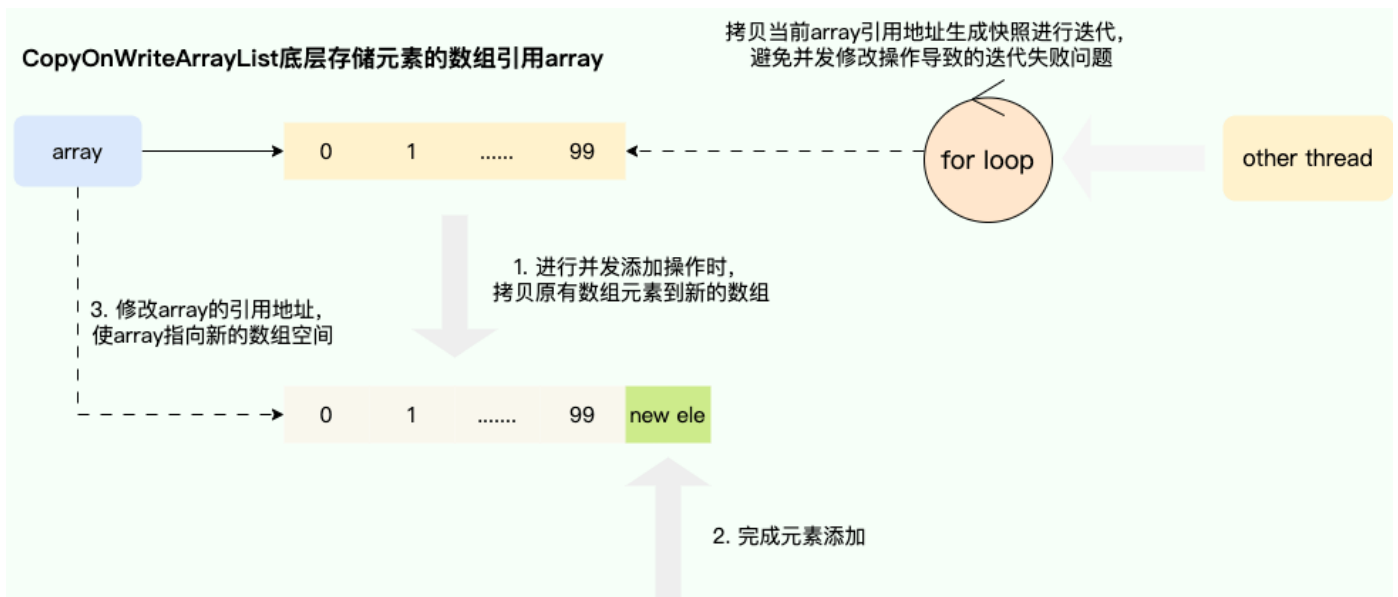 拷贝当前array引用地址生成快照进行迭代，
避免并发修改操作导致的迭代失败问题
CopyOnWriteArrayList底层存储元素的数组引用array
array
0 1 ...... 99
for loop
other thread
1. 进行并发添加操作时，
拷贝原有数组元素到新的数组
3. 修改array的引用地址，
使array指向新的数组空间
0 1 ....... 99 new ele
2. 完成元素添加